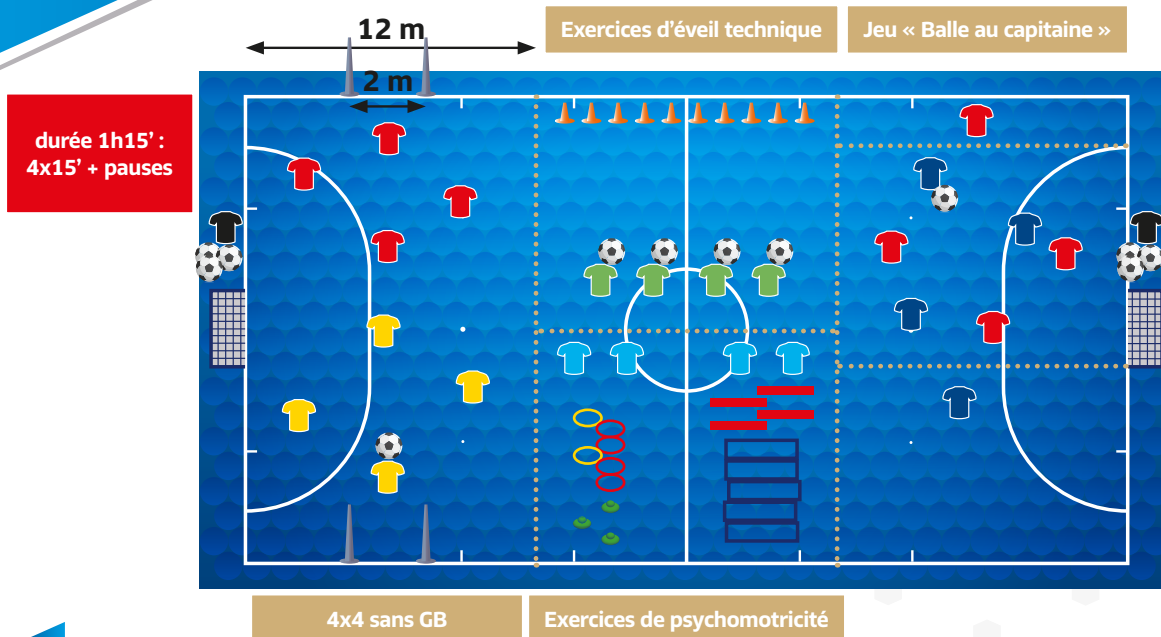 12 m
Exercices d'éveil technique
Jeu « Balle au capitaine »
2 m
durée 1h15’ :
4x15’ + pauses
4x4 sans GB
Exercices de psychomotricité